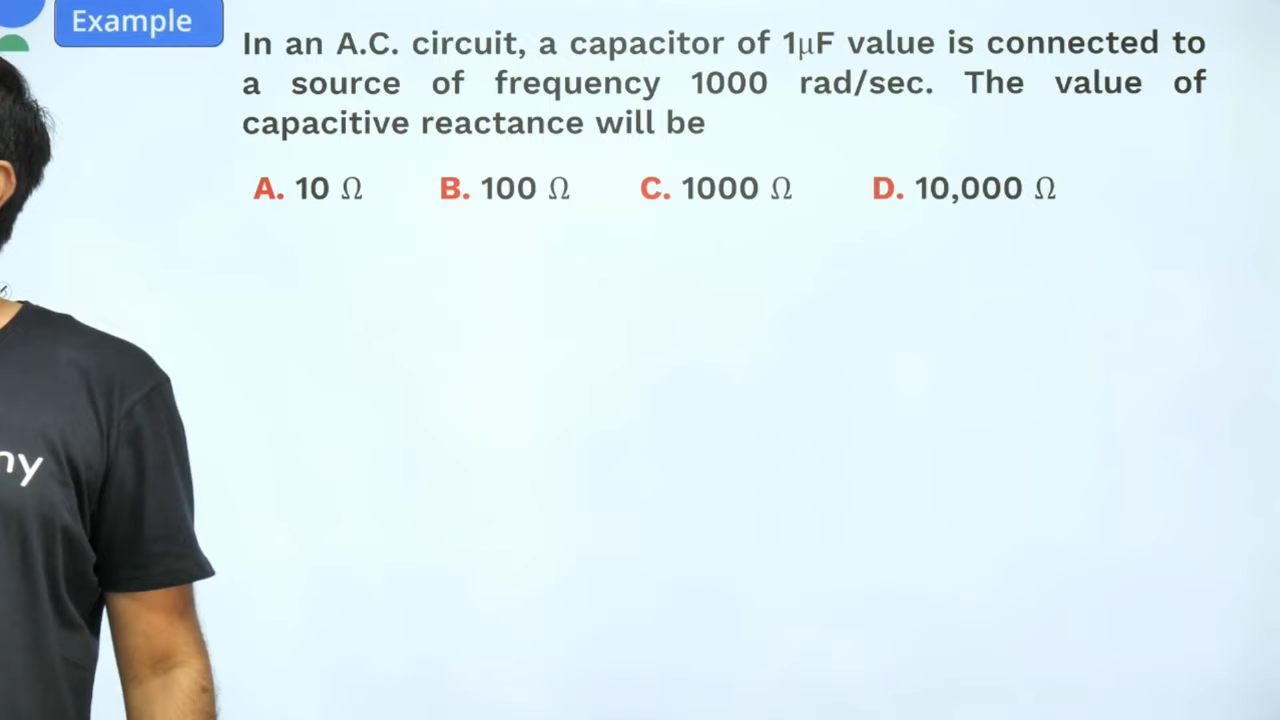 Example
In an A.C. circuit, a capacitor of 1μF value is connected to
a source of frequency 1000 rad/sec. The value of
capacitive reactance will be
A. 10 Ω B. 100 Ω C. 1000 Ω D. 10,000 Ω
ny